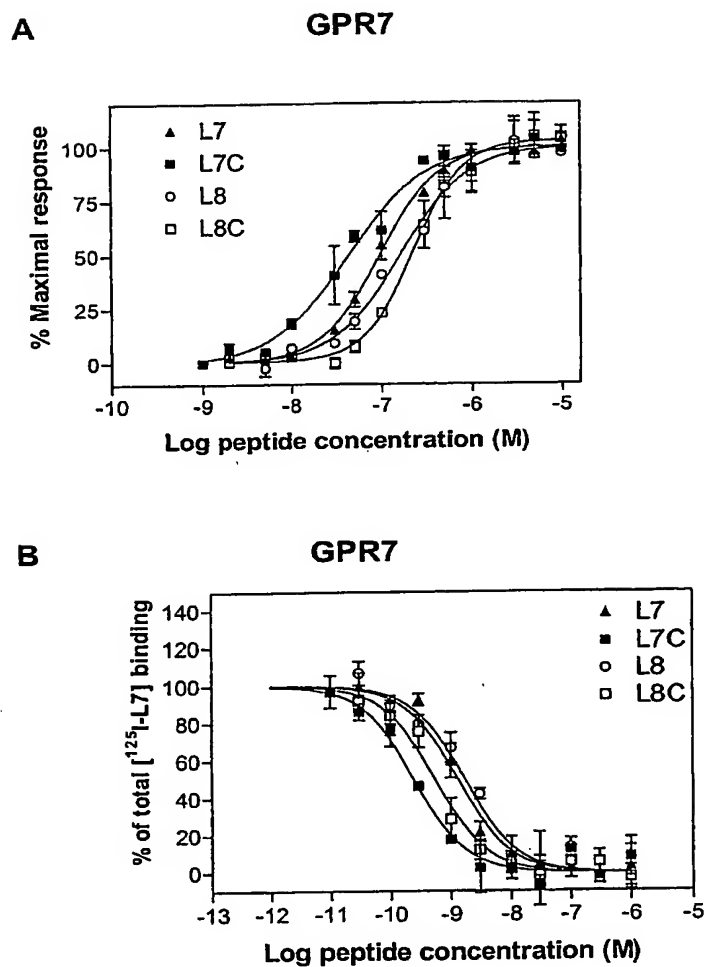 A
GPR7
L7
L7C
L8
L8C
100
75
50
25
0
% Maximal response
-10 -9 -8 -7 -6 -5
Log peptide concentration (M)
B
GPR7
L7
L7C
L8
L8C
140
120
100
80
60
40
20
0
% of total [¹²⁵I-L7] binding
-13 -12 -11 -10 -9 -8 -7 -6 -5
Log peptide concentration (M)